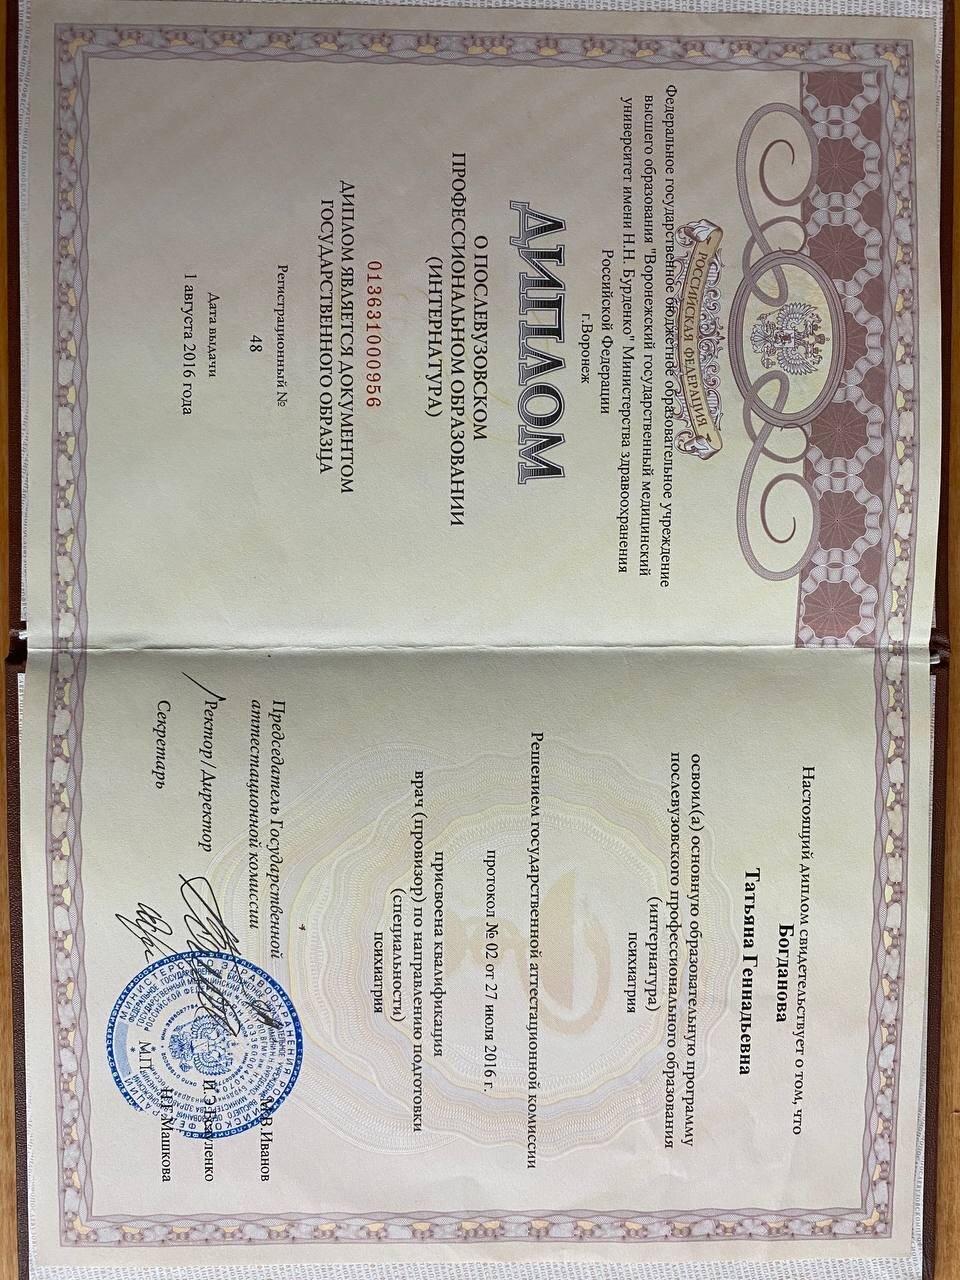 РОССИЙСКАЯ ФЕДЕРАЦИЯ
Федеральное государственное бюджетное образовательное учреждение
высшего образования "Воронежский государственный медицинский
университет имени Н.Н. Бурденко" Министерства здравоохранения
Российской Федерации
г.Воронеж
ДИПЛОМ
О ПОСЛЕВУЗОВСКОМ
ПРОФЕССИОНАЛЬНОМ ОБРАЗОВАНИИ
(ИНТЕРНАТУРА)
013631000956
ДИПЛОМ ЯВЛЯЕТСЯ ДОКУМЕНТОМ
ГОСУДАРСТВЕННОГО ОБРАЗЦА
Регистрационный №
48
Дата выдачи
1 августа 2016 года
Настоящий диплом свидетельствует о том, что
Богданова
Татьяна Геннадьевна
освоил(а) основную образовательную программу
послевузовского профессионального образования
(интернатура)
психиатрия
Решением государственной аттестационной комиссии
протокол № 02 от 27 июля 2016 г.
присвоена квалификация
врач (провизор) по направлению подготовки
(специальности)
психиатрия
Председатель Государственной
аттестационной комиссии Иванов
Ректор/Директор И.Э.
Секретарь Машкова
М.П.